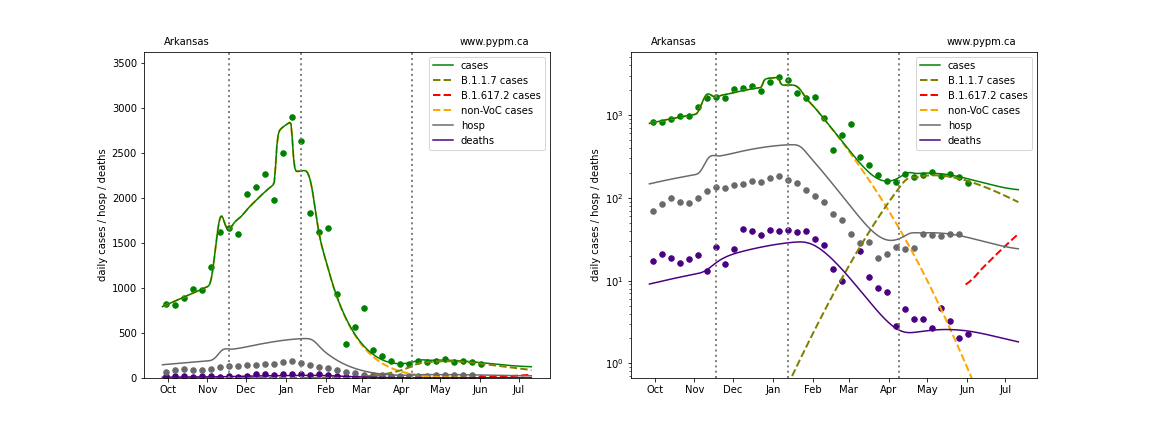 Arkansas
www.pypm.ca
daily cases / hosp / deaths
3500
3000
2500
2000
1500
1000
500
0
Oct Nov Dec Jan Feb Mar Apr May Jun Jul
cases
B.1.1.7 cases
B.1.617.2 cases
non-VoC cases
hosp
deaths
Arkansas
www.pypm.ca
daily cases / hosp / deaths
10³
10²
10¹
10⁰
Oct Nov Dec Jan Feb Mar Apr May Jun Jul
cases
B.1.1.7 cases
B.1.617.2 cases
non-VoC cases
hosp
deaths